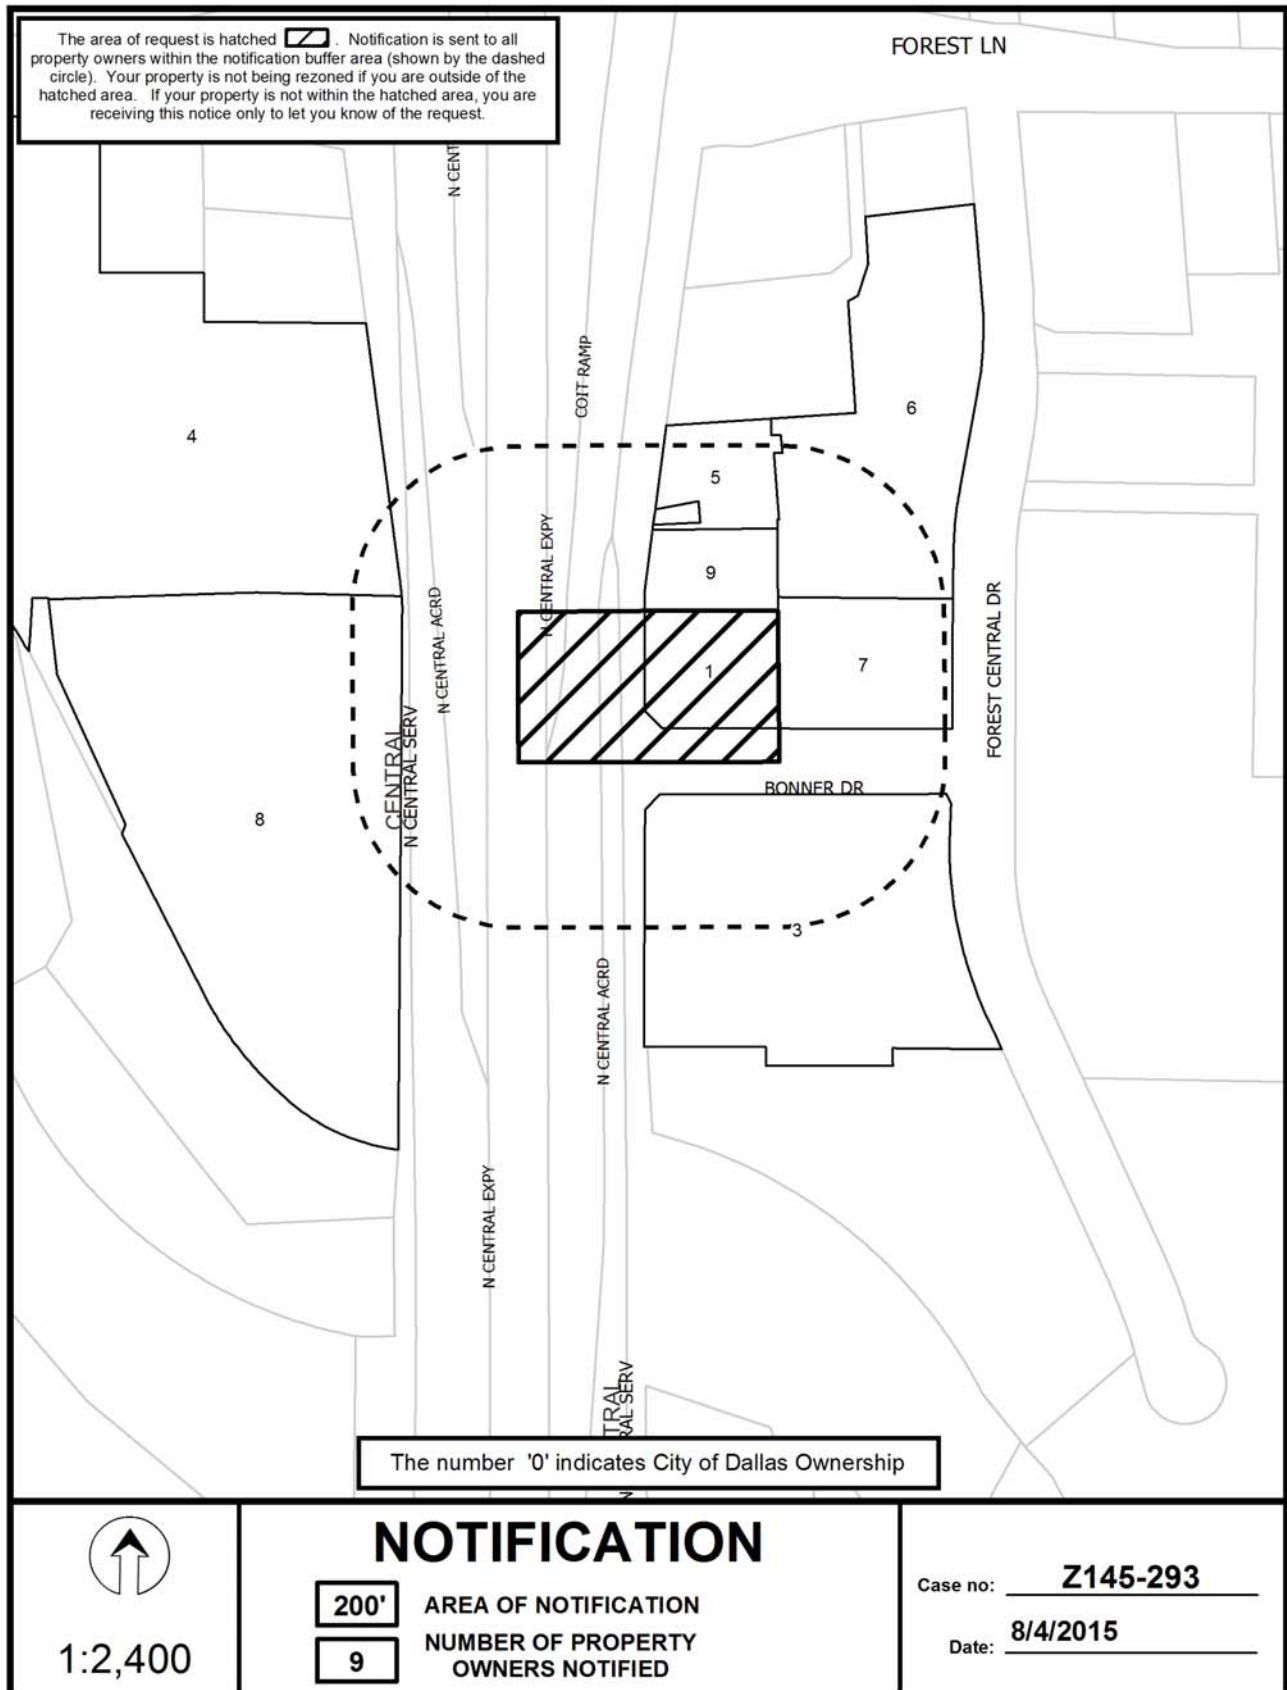 The area of request is hatched . Notification is sent to all
property owners within the notification buffer area (shown by the dashed
circle). Your property is not being rezoned if you are outside of the
hatched area. If your property is not within the hatched area, you are
receiving this notice only to let you know of the request.
FOREST LN
N CENT
COIT RAMP
4
6
5
N CENTRAL EXPY
9
N CENTRAL ACRD
1
7
FOREST CENTRAL DR
CENTRAL
N CENTRAL SERV
BONNER DR
8
3
N CENTRAL ACRD
N CENTRAL EXPY
TRAL
RAL SERV
N
The number '0' indicates City of Dallas Ownership
1:2,400
NOTIFICATION
200' AREA OF NOTIFICATION
9 NUMBER OF PROPERTY
OWNERS NOTIFIED
Case no: Z145-293
Date: 8/4/2015